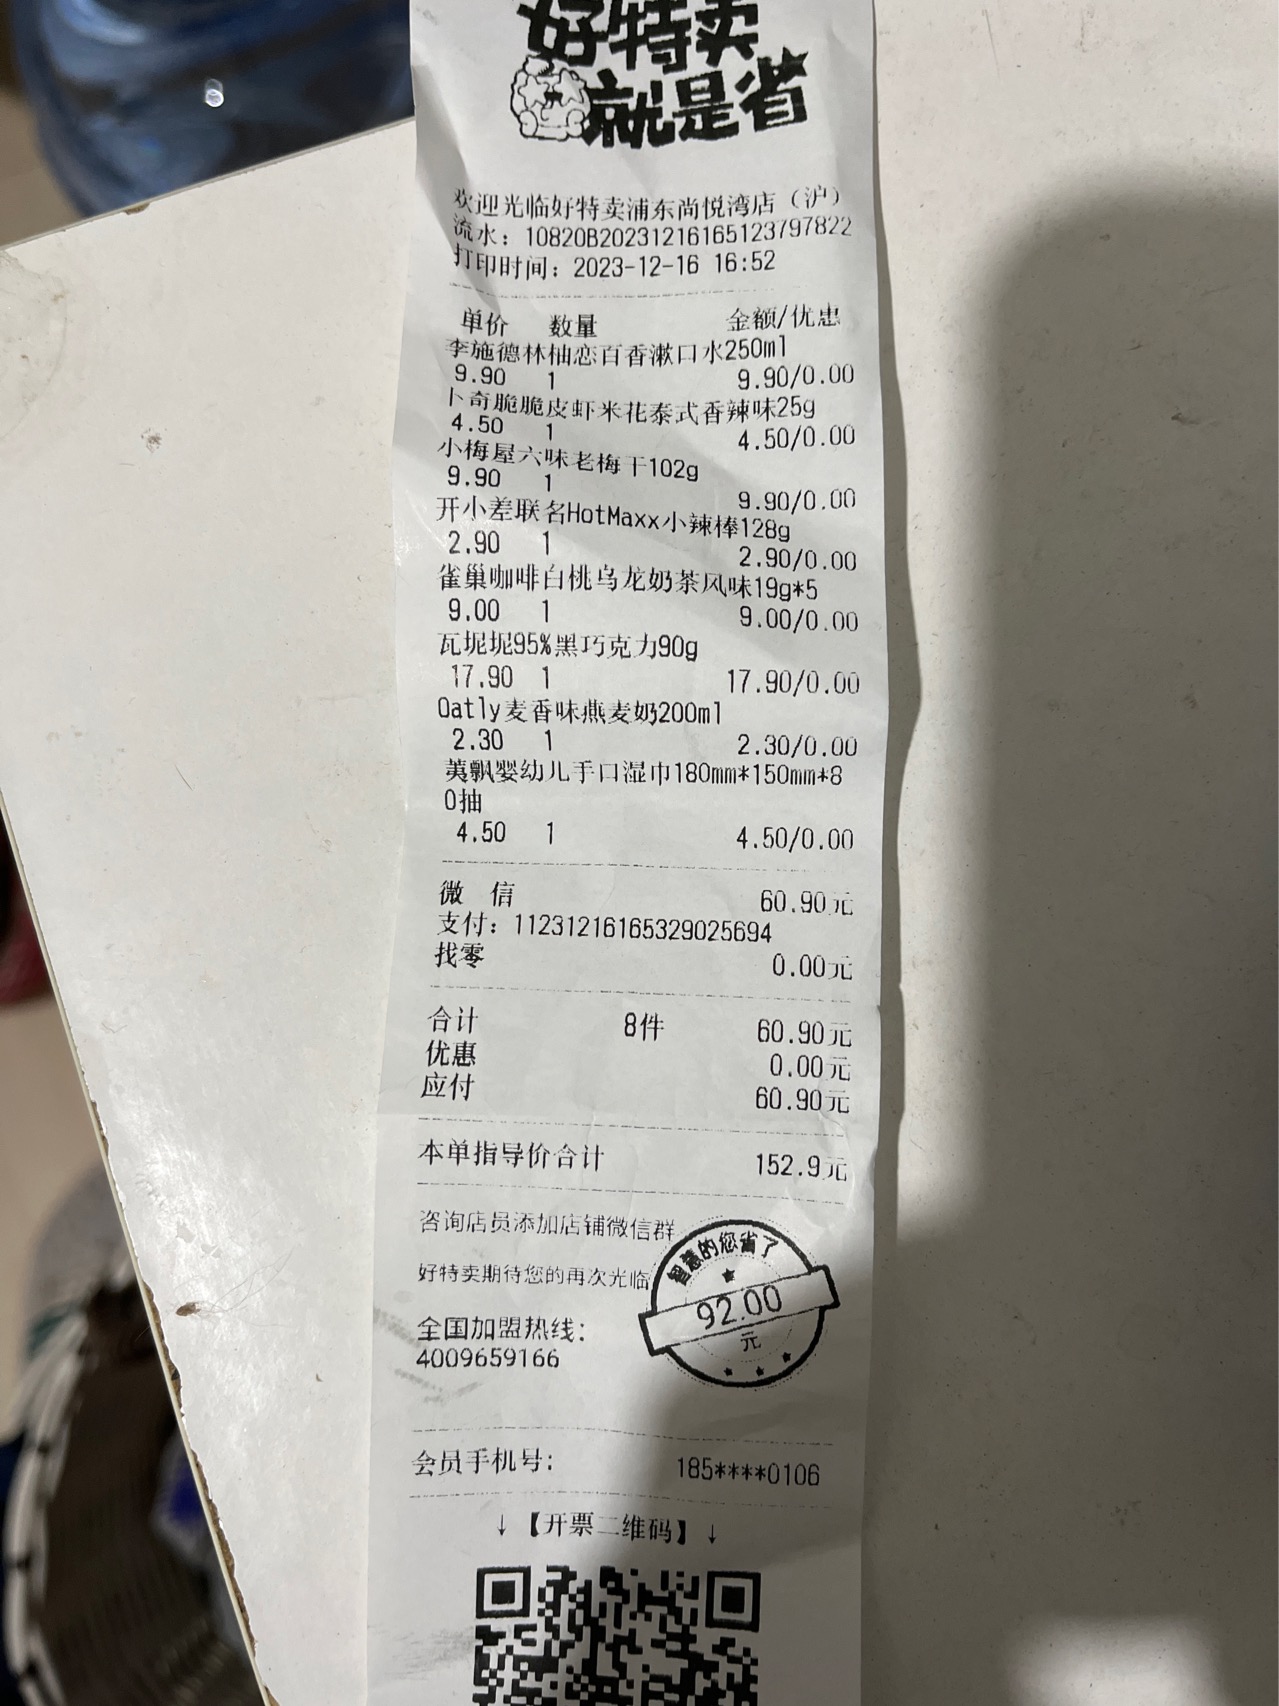 好特卖
就是省
欢迎光临好特卖浦东尚悦湾店（沪）
流水：10820B20231216165123797822
打印时间：2023-12-16 16:52
单价 数量 金额/优惠
李施德林柚恋百香漱口水250ml
9.90 1 9.90/0.00
卜奇脆脆皮虾米花泰式香辣味25g
4.50 1 4.50/0.00
小梅屋六味老梅干102g
9.90 1 9.90/0.00
开小差联名HotMaxx小辣棒128g
2.90 1 2.90/0.00
雀巢咖啡白桃乌龙奶茶风味19g*5
9.00 1 9.00/0.00
瓦坭坭95%黑巧克力90g
17.90 1 17.90/0.00
Oatly麦香味燕麦奶200ml
2.30 1 2.30/0.00
飘婴幼儿手口湿巾180mm*150mm*8
0抽
4.50 1 4.50/0.00
微 信 60.90元
支付：11231216165329025694
找零 0.00元
合计 8件 60.90元
优惠 0.00元
应付 60.90元
本单指导价合计 152.9元
咨询店员添加店铺微信群
好特卖期待您的再次光临
智慧的您省了
92.00
元
全国加盟热线：
4009659166
会员手机号： 185****0106
↓【开票二维码】↓